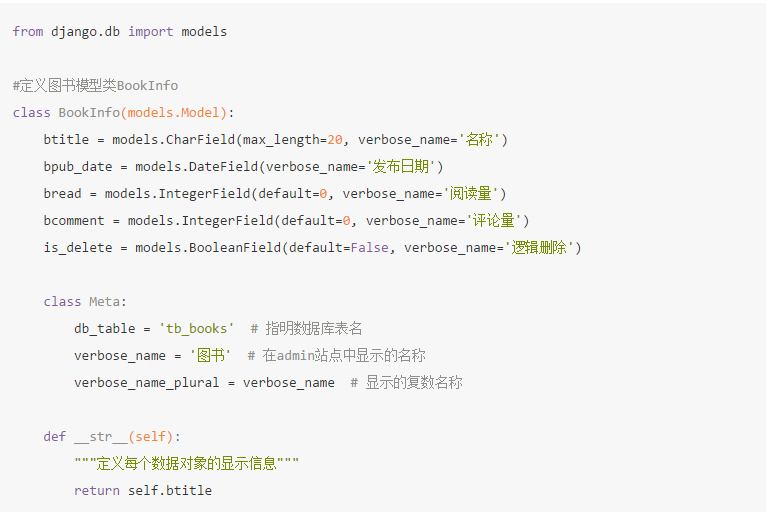 from django.db import models
#定义图书模型类BookInfo
class BookInfo(models.Model):
btitle = models.CharField(max_length=20, verbose_name='名称')
bpub_date = models.DateField(verbose_name='发布日期')
bread = models.IntegerField(default=0, verbose_name='阅读量')
bcomment = models.IntegerField(default=0, verbose_name='评论量')
is_delete = models.BooleanField(default=False, verbose_name='逻辑删除')
class Meta:
db_table = 'tb_books'  # 指明数据库表名
verbose_name = '图书'  # 在admin站点中显示的名称
verbose_name_plural = verbose_name  # 显示的复数名称
def __str__(self):
"""定义每个数据对象的显示信息"""
return self.btitle